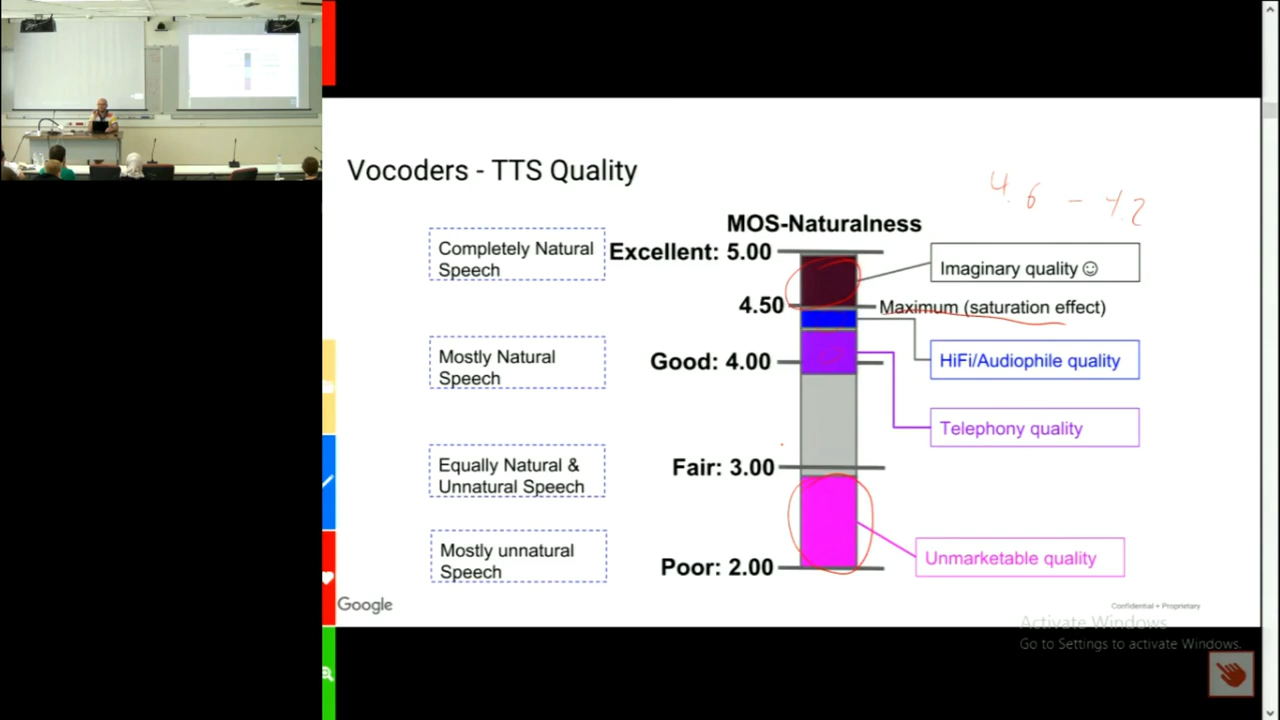 Vocoders - TTS Quality
4.6 - 4.2
MOS-Naturalness
Completely Natural
Speech
Excellent: 5.00
Imaginary quality☺
4.50
Maximum (saturation effect)
Mostly Natural
Speech
Good: 4.00
HiFi/Audiophile quality
Telephony quality
Equally Natural &
Unnatural Speech
Fair: 3.00
Mostly unnatural
Speech
Poor: 2.00
Unmarketable quality
Google
Confidential + Proprietary
Activate Windows
Go to Settings to activate Windows.